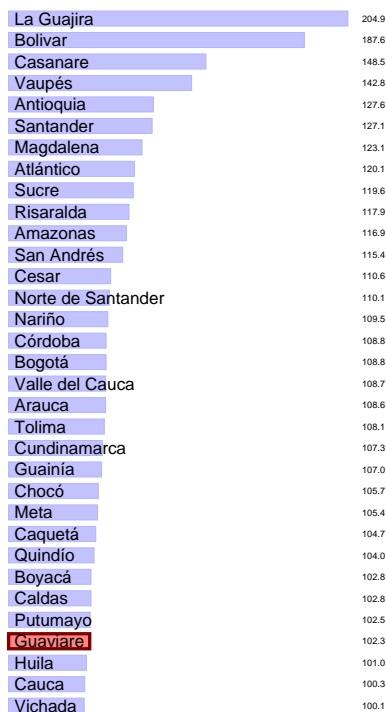 La Guajira 204.9
Bolivar 187.6
Casanare 148.5
Vaupés 142.8
Antioquia 127.6
Santander 127.1
Magdalena 123.1
Atlántico 120.1
Sucre 119.6
Risaralda 117.9
Amazonas 116.9
San Andrés 115.4
Cesar 110.6
Norte de Santander 110.1
Nariño 109.5
Córdoba 108.8
Bogotá 108.8
Valle del Cauca 108.7
Arauca 108.6
Tolima 108.1
Cundinamarca 107.3
Guainía 107.0
Chocó 105.7
Meta 105.4
Caquetá 104.7
Quindío 104.0
Boyacá 102.8
Caldas 102.8
Putumayo 102.5
Guaviare 102.3
Huila 101.0
Cauca 100.3
Vichada 100.1